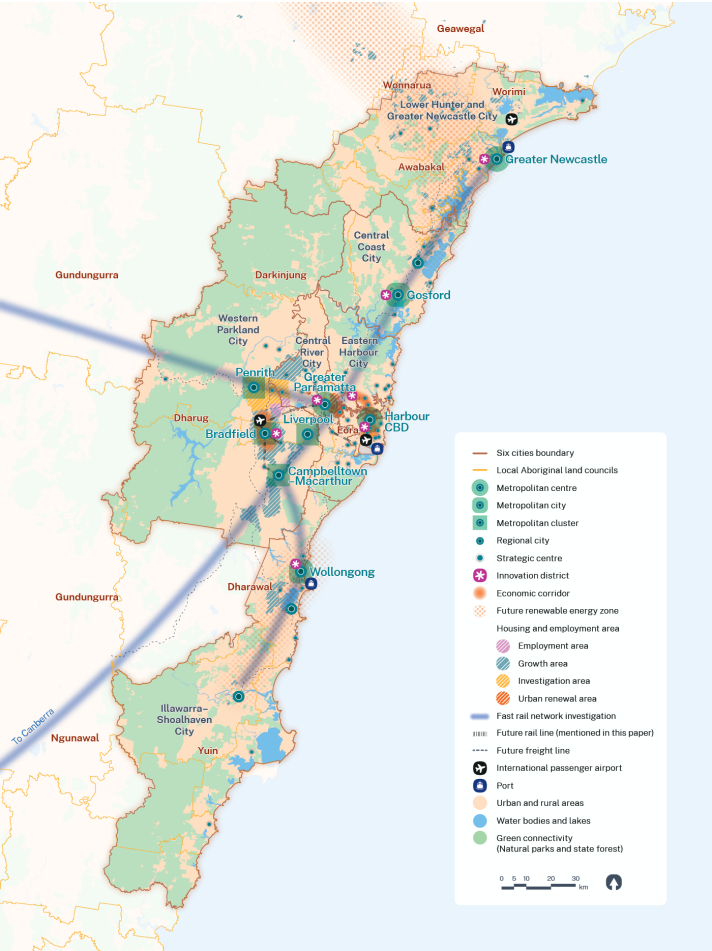 Geawegal
Wonnarua
Worimi
Lower Hunter and
Greater Newcastle City
Awabakal
Greater Newcastle
Central
Coast
City
Gundungurra
Darkinjung
Gosford
Western
Parkland
City
Central
River
City
Eastern
Harbour
City
Penrith
Greater
Parramatta
Dharug
Liverpool
Harbour
CBD
Bradfield
Eora
Campbelltown
-Macarthur
Wollongong
Dharawal
Gundungurra
To Canberra
Illawarra–
Shoalhaven
City
Ngunawal
Yuin
Six cities boundary
Local Aboriginal land councils
Metropolitan centre
Metropolitan city
Metropolitan cluster
Regional city
Strategic centre
Innovation district
Economic corridor
Future renewable energy zone
Housing and employment area
Employment area
Growth area
Investigation area
Urban renewal area
Fast rail network investigation
Future rail line (mentioned in this paper)
Future freight line
International passenger airport
Port
Urban and rural areas
Water bodies and lakes
Green connectivity
(Natural parks and state forest)
0 5 10 20 30
km